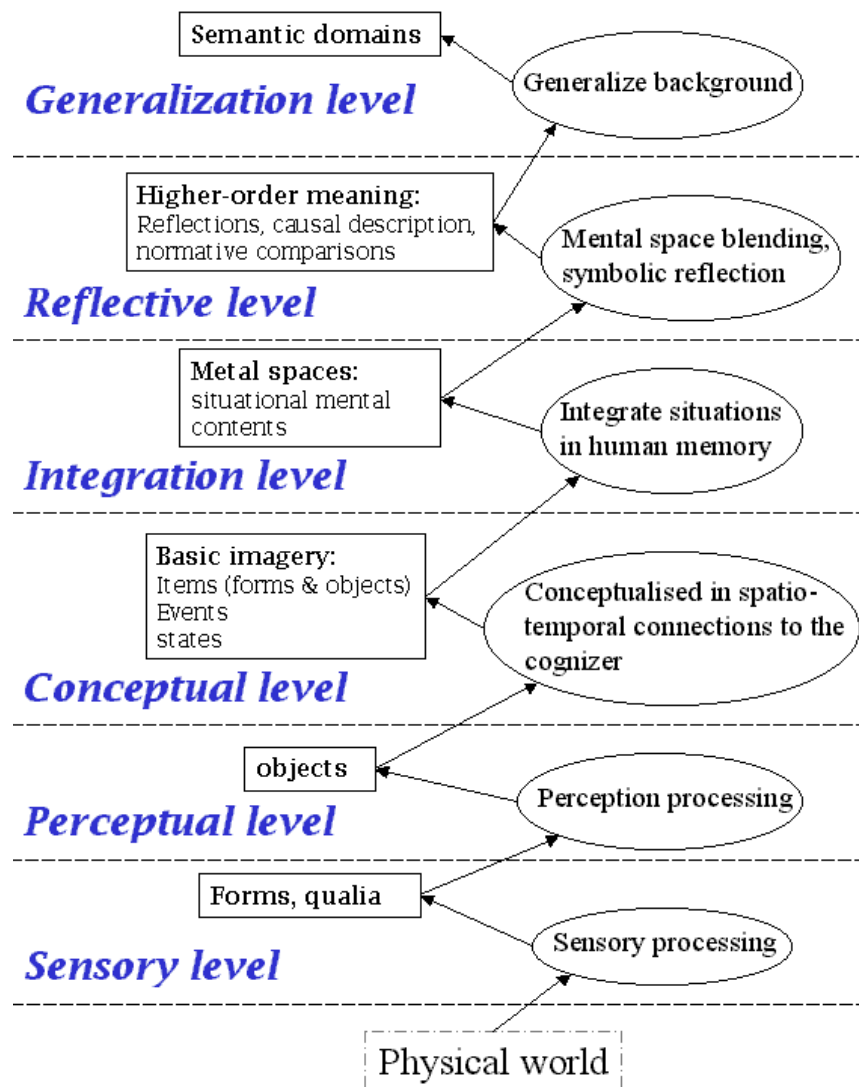 Semantic domains
Generalize background
Generalization level
Higher-order meaning:
Reflections, causal description,
normative comparisons
Mental space blending,
symbolic reflection
Reflective level
Metal spaces:
situational mental
contents
Integrate situations
in human memory
Integration level
Basic imagery:
Items (forms & objects)
Events
states
Conceptualised in spatio-
temporal connections to the
cognizer
Conceptual level
objects
Perception processing
Perceptual level
Forms, qualia
Sensory processing
Sensory level
Physical world